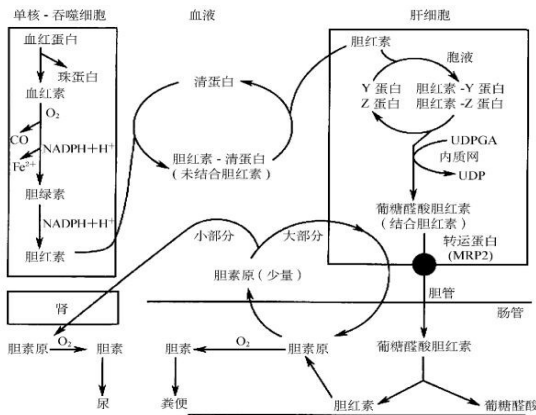 单核-吞噬细胞
血液
肝细胞
血红蛋白
珠蛋白
血红素
O₂
CO
Fe²⁺
NADPH+H⁺
胆绿素
NADPH+H⁺
胆红素
清蛋白
胆红素-清蛋白
(未结合胆红素)
胆红素
胞液
Y 蛋白
Z 蛋白
胆红素-Y 蛋白
胆红素-Z 蛋白
UDPGA
内质网
UDP
葡糖醛酸胆红素
(结合胆红素)
转运蛋白
(MRP2)
小部分
大部分
胆素原(少量)
胆管
肠管
肾
胆素原
O₂
胆素
尿
胆素
O₂
胆素原
粪便
葡糖醛酸胆红素
胆红素
葡糖醛酸